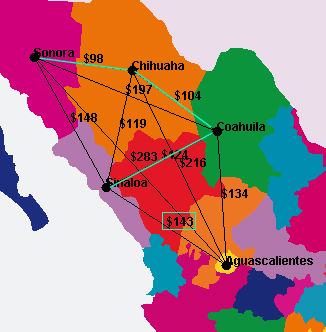 Sonora
$98
Chihuaha
$197
$104
$148
$119
Coahuila
$283
$216
Sinaloa
$134
$143
Aguascalientes